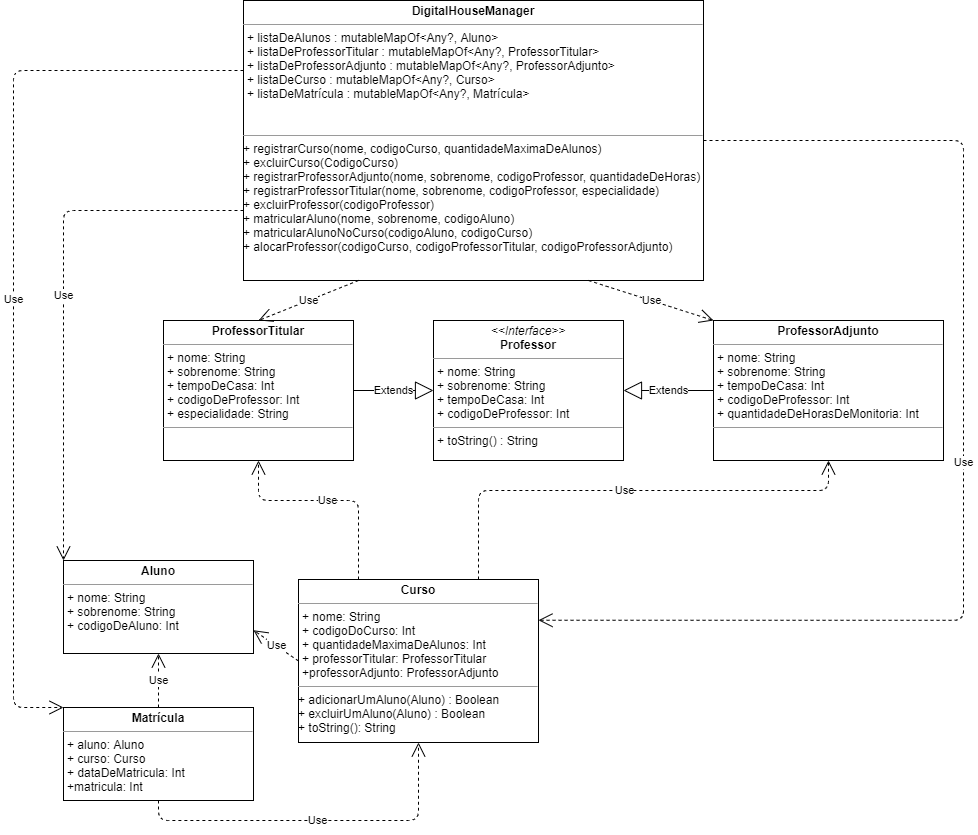 DigitalHouseManager
+ listaDeAlunos : mutableMapOf<Any?, Aluno>
+ listaDeProfessorTitular : mutableMapOf<Any?, ProfessorTitular>
+ listaDeProfessorAdjunto : mutableMapOf<Any?, ProfessorAdjunto>
+ listaDeCurso : mutableMapOf<Any?, Curso>
+ listaDeMatrícula : mutableMapOf<Any?, Matrícula>
+ registrarCurso(nome, codigoCurso, quantidadeMaximaDeAlunos)
+ excluirCurso(CodigoCurso)
+ registrarProfessorAdjunto(nome, sobrenome, codigoProfessor, quantidadeDeHoras)
+ registrarProfessorTitular(nome, sobrenome, codigoProfessor, especialidade)
+ excluirProfessor(codigoProfessor)
+ matricularAluno(nome, sobrenome, codigoAluno)
+ matricularAlunoNoCurso(codigoAluno, codigoCurso)
+ alocarProfessor(codigoCurso, codigoProfessorTitular, codigoProfessorAdjunto)
Use
Use
Use
Use
Use
ProfessorTitular
+ nome: String
+ sobrenome: String
+ tempoDeCasa: Int
+ codigoDeProfessor: Int
+ especialidade: String
Extends
<<Interface>>
Professor
+ nome: String
+ sobrenome: String
+ tempoDeCasa: Int
+ codigoDeProfessor: Int
+ toString() : String
Extends
ProfessorAdjunto
+ nome: String
+ sobrenome: String
+ tempoDeCasa: Int
+ codigoDeProfessor: Int
+ quantidadeDeHorasDeMonitoria: Int
Use
Use
Aluno
+ nome: String
+ sobrenome: String
+ codigoDeAluno: Int
Use
Curso
+ nome: String
+ codigoDoCurso: Int
+ quantidadeMaximaDeAlunos: Int
+ professorTitular: ProfessorTitular
+professorAdjunto: ProfessorAdjunto
+ adicionarUmAluno(Aluno) : Boolean
+ excluirUmAluno(Aluno) : Boolean
+ toString(): String
Use
Matrícula
+ aluno: Aluno
+ curso: Curso
+ dataDeMatricula: Int
+matricula: Int
Use